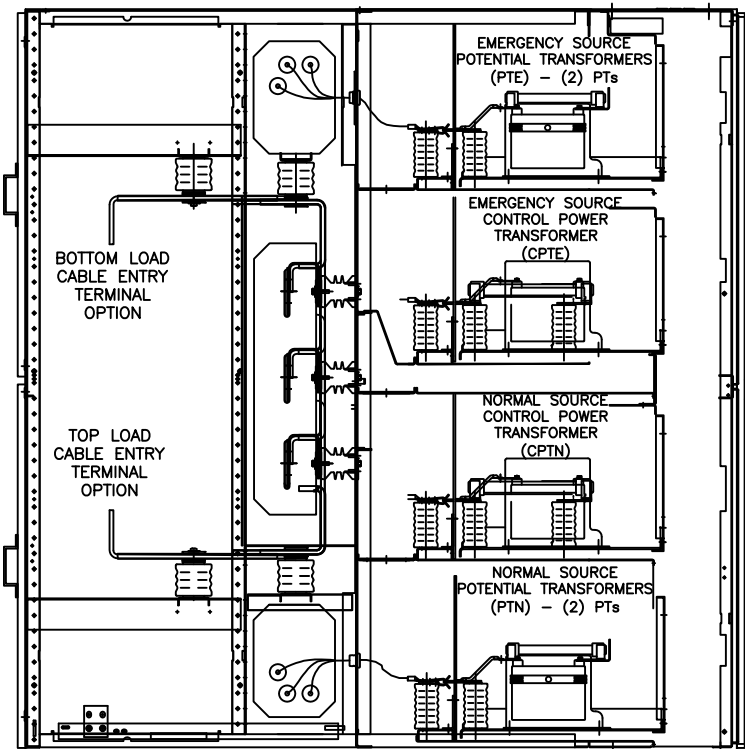 EMERGENCY SOURCE
POTENTIAL TRANSFORMERS
(PTE) – (2) PTs
EMERGENCY SOURCE
CONTROL POWER
TRANSFORMER
(CPTE)
BOTTOM LOAD
CABLE ENTRY
TERMINAL
OPTION
NORMAL SOURCE
CONTROL POWER
TRANSFORMER
(CPTN)
TOP LOAD
CABLE ENTRY
TERMINAL
OPTION
NORMAL SOURCE
POTENTIAL TRANSFORMERS
(PTN) – (2) PTs